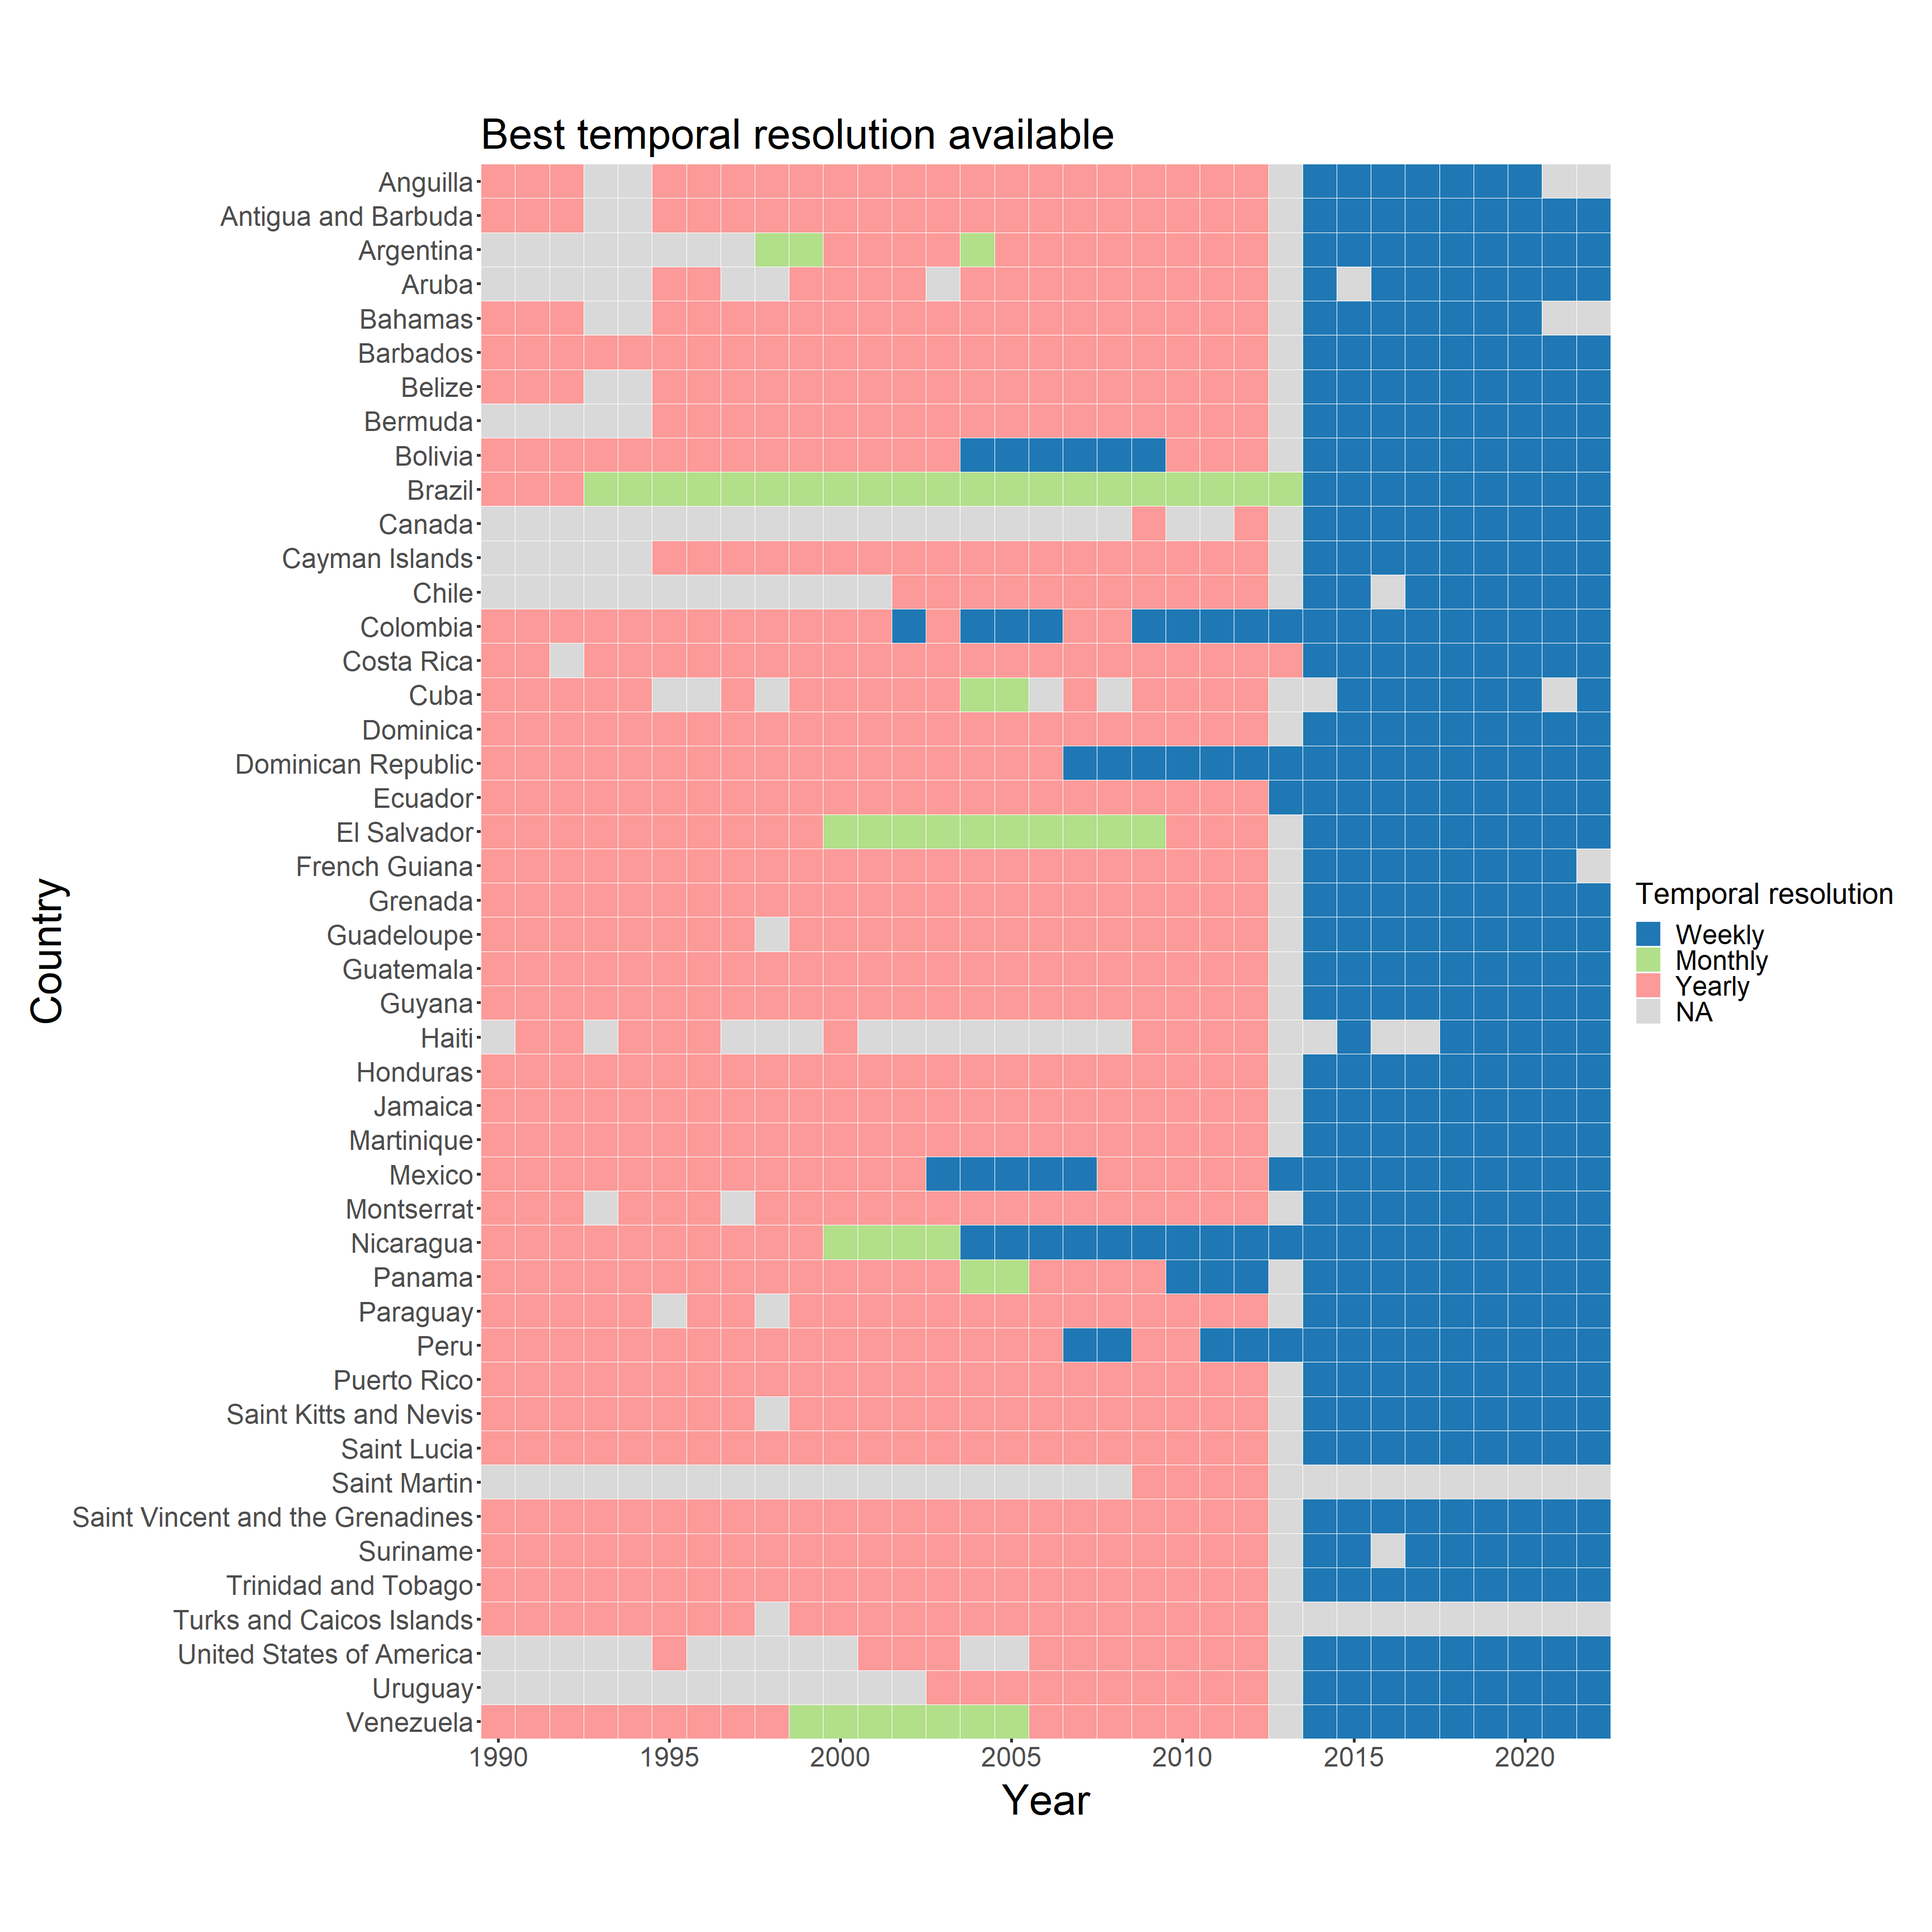 Best temporal resolution available
Anguilla
Antigua and Barbuda
Argentina
Aruba
Bahamas
Barbados
Belize
Bermuda
Bolivia
Brazil
Canada
Cayman Islands
Chile
Colombia
Costa Rica
Cuba
Dominica
Dominican Republic
Ecuador
El Salvador
French Guiana
Grenada
Guadeloupe
Guatemala
Guyana
Haiti
Honduras
Jamaica
Martinique
Mexico
Montserrat
Nicaragua
Panama
Paraguay
Peru
Puerto Rico
Saint Kitts and Nevis
Saint Lucia
Saint Martin
Saint Vincent and the Grenadines
Suriname
Trinidad and Tobago
Turks and Caicos Islands
United States of America
Uruguay
Venezuela
Country
1990 1995 2000 2005 2010 2015 2020
Year
Temporal resolution
Weekly
Monthly
Yearly
NA